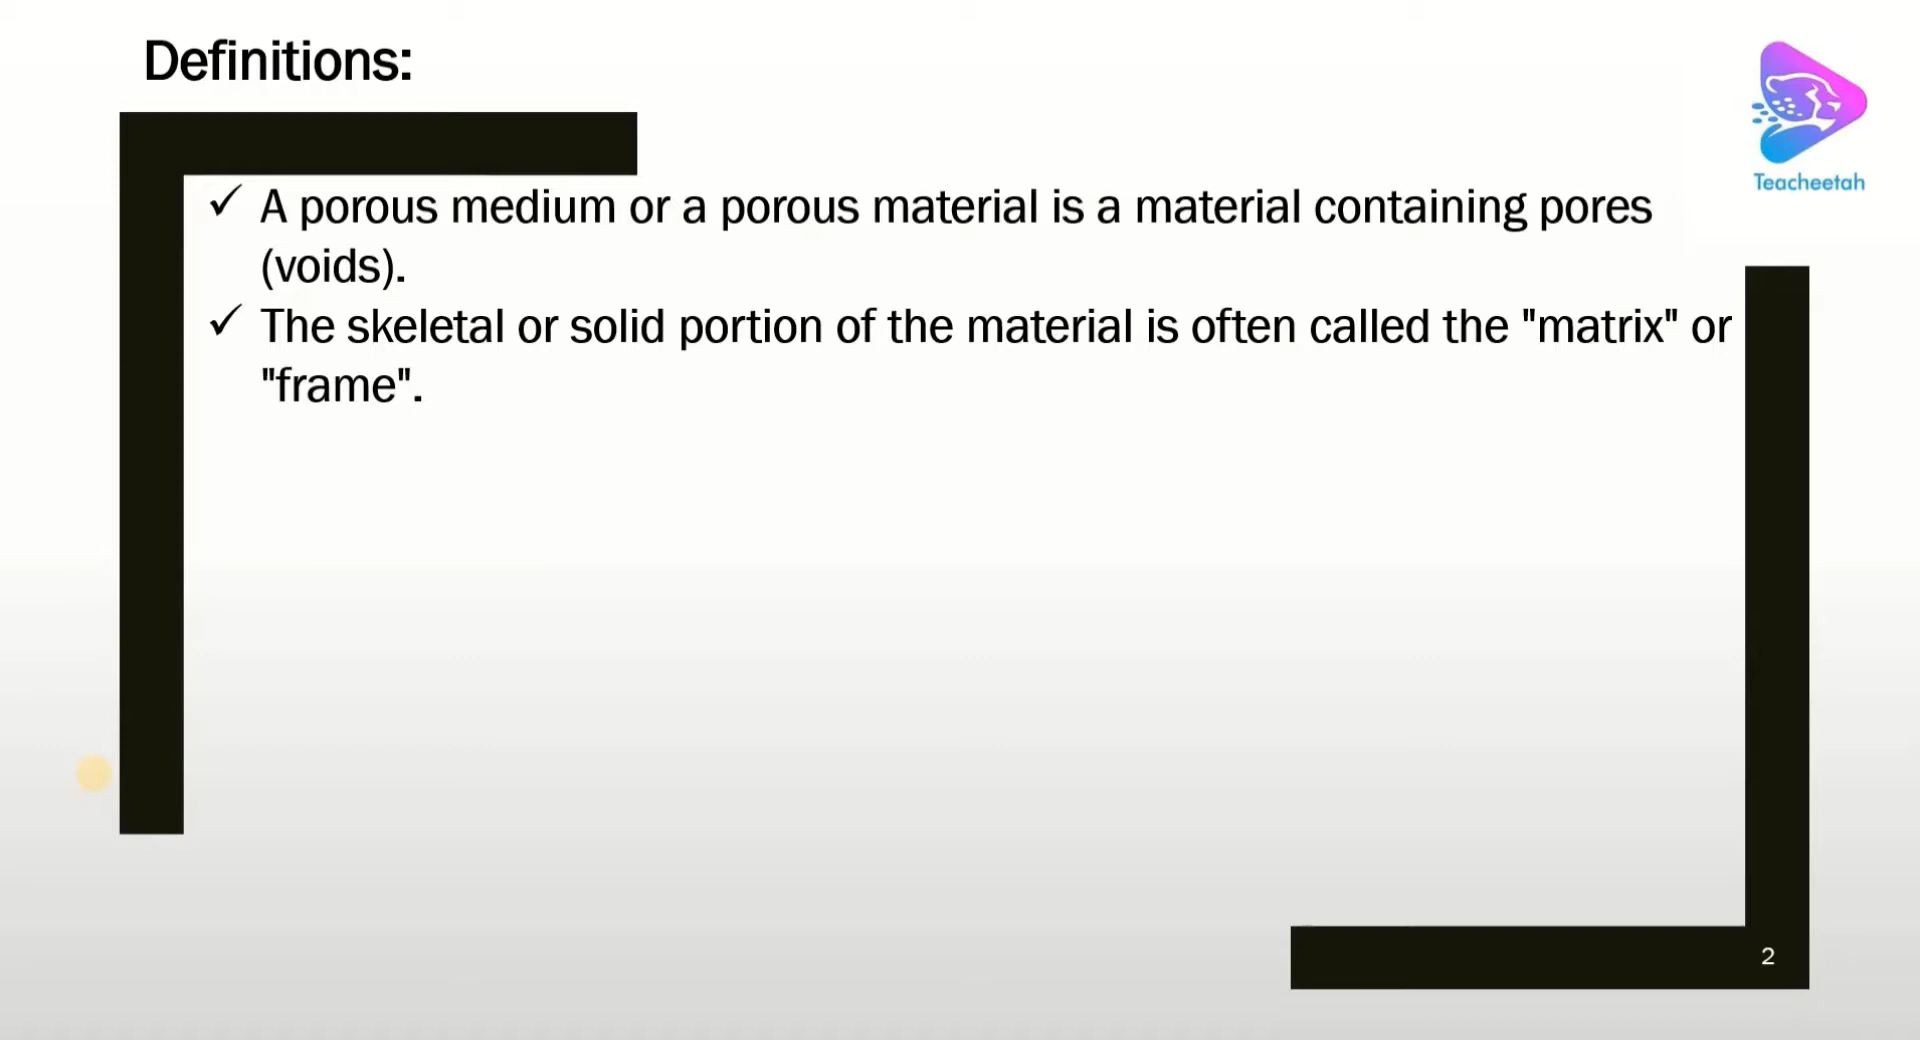 Definitions:
Teacheetah
✓ A porous medium or a porous material is a material containing pores
(voids).
✓ The skeletal or solid portion of the material is often called the "matrix" or
"frame".
2